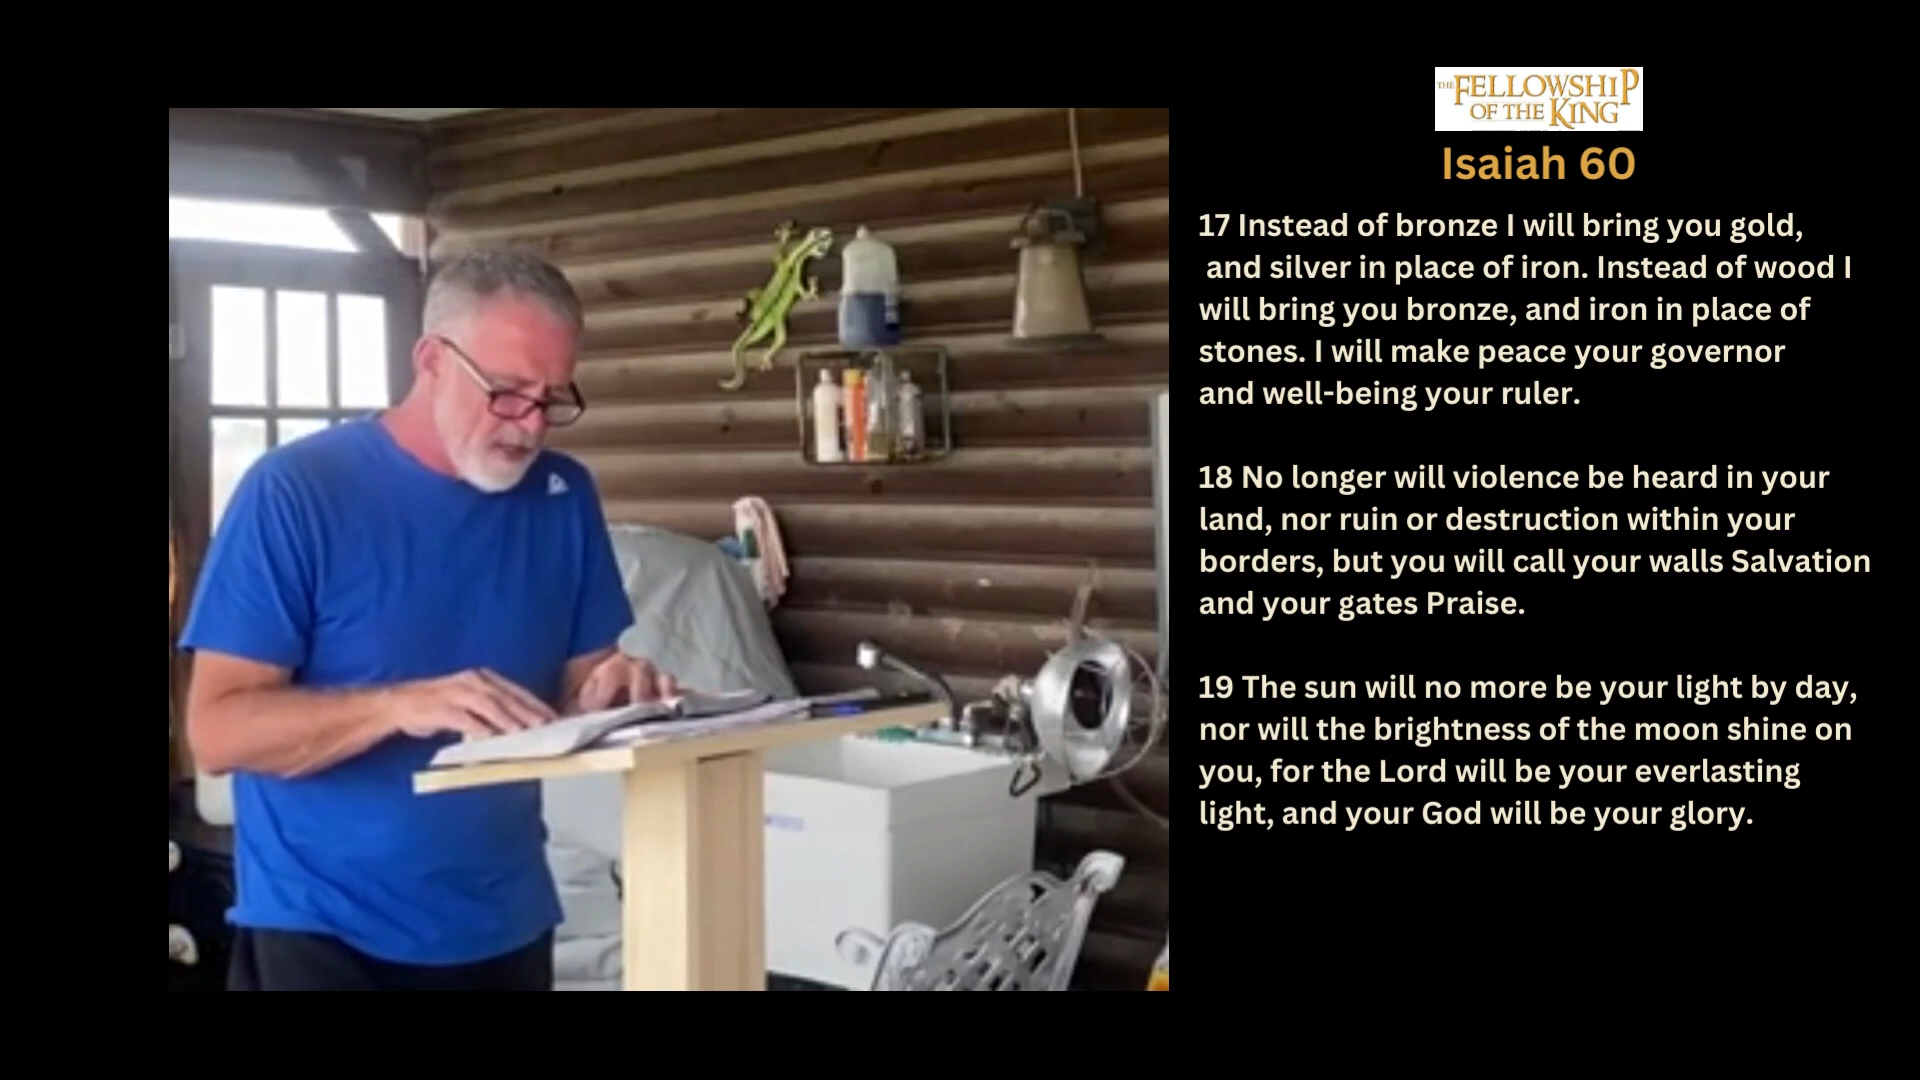 THE FELLOWSHIP
OF THE KING
Isaiah 60
17 Instead of bronze I will bring you gold,
and silver in place of iron. Instead of wood I
will bring you bronze, and iron in place of
stones. I will make peace your governor
and well-being your ruler.
18 No longer will violence be heard in your
land, nor ruin or destruction within your
borders, but you will call your walls Salvation
and your gates Praise.
19 The sun will no more be your light by day,
nor will the brightness of the moon shine on
you, for the Lord will be your everlasting
light, and your God will be your glory.